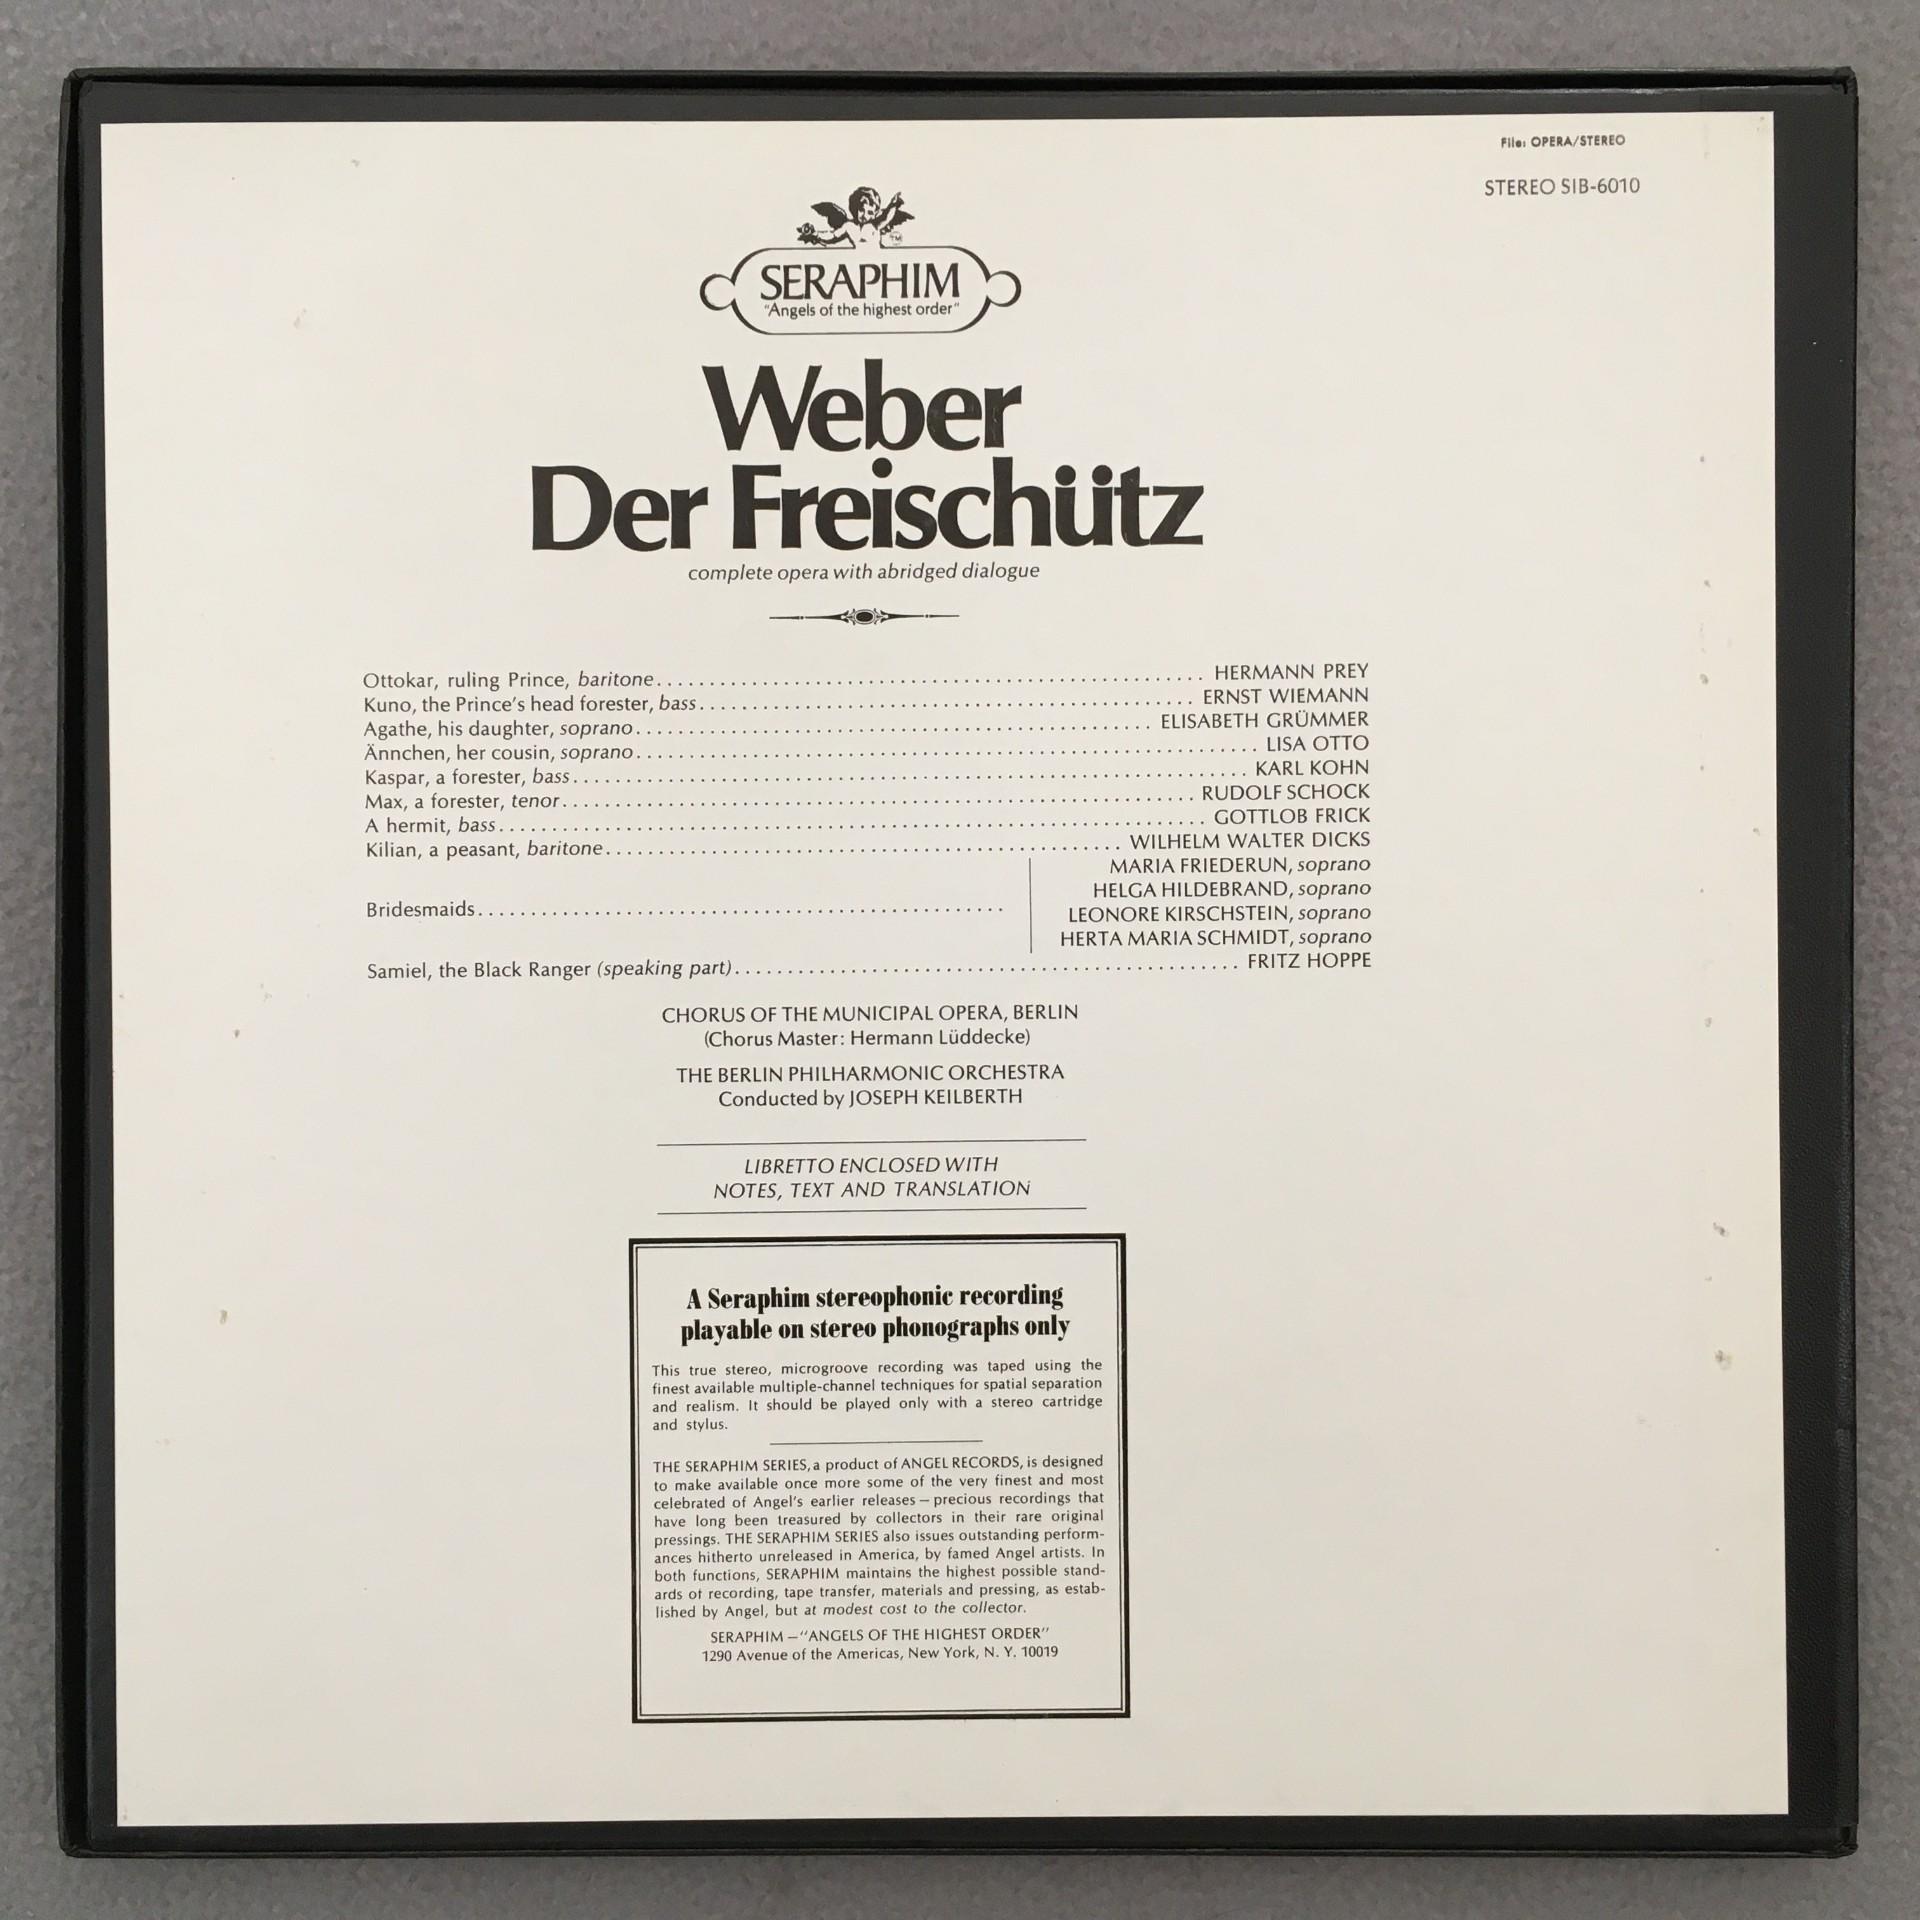 File: OPERA/STEREO
STEREO SIB-6010
TM
SERAPHIM
"Angels of the highest order"
Weber
Der Freischütz
complete opera with abridged dialogue
Ottokar, ruling Prince, baritone........................................................ HERMANN PREY
Kuno, the Prince's head forester, bass.................................................. ERNST WIEMANN
Agathe, his daughter, soprano.................................................... ELISABETH GRÜMMER
Ännchen, her cousin, soprano............................................................ LISA OTTO
Kaspar, a forester, bass................................................................ KARL KOHN
Max, a forester, tenor............................................................ RUDOLF SCHOCK
A hermit, bass.................................................................... GOTTLOB FRICK
Kilian, a peasant, baritone.................................................. WILHELM WALTER DICKS
MARIA FRIEDERUN, soprano
HELGA HILDEBRAND, soprano
Bridesmaids.................................................. LEONORE KIRSCHSTEIN, soprano
HERTA MARIA SCHMIDT, soprano
Samiel, the Black Ranger (speaking part)................................................ FRITZ HOPPE
CHORUS OF THE MUNICIPAL OPERA, BERLIN
(Chorus Master: Hermann Lüddecke)
THE BERLIN PHILHARMONIC ORCHESTRA
Conducted by JOSEPH KEILBERTH
LIBRETTO ENCLOSED WITH
NOTES, TEXT AND TRANSLATION
A Seraphim stereophonic recording
playable on stereo phonographs only
This true stereo, microgroove recording was taped using the
finest available multiple-channel techniques for spatial separation
and realism. It should be played only with a stereo cartridge
and stylus.
THE SERAPHIM SERIES, a product of ANGEL RECORDS, is designed
to make available once more some of the very finest and most
celebrated of Angel's earlier releases — precious recordings that
have long been treasured by collectors in their rare original
pressings. THE SERAPHIM SERIES also issues outstanding perform-
ances hitherto unreleased in America, by famed Angel artists. In
both functions, SERAPHIM maintains the highest possible stand-
ards of recording, tape transfer, materials and pressing, as estab-
lished by Angel, but at modest cost to the collector.
SERAPHIM — "ANGELS OF THE HIGHEST ORDER"
1290 Avenue of the Americas, New York, N. Y. 10019